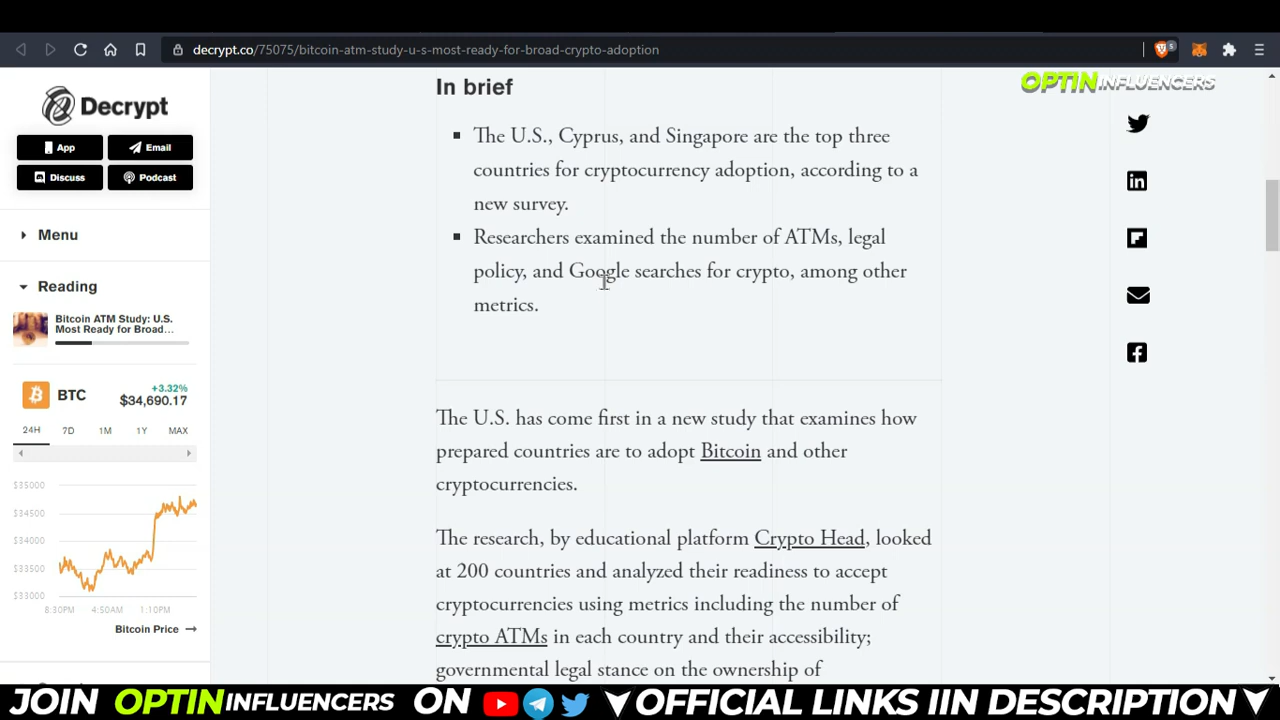 decrypt.co/75075/bitcoin-atm-study-u-s-most-ready-for-broad-crypto-adoption
5
OPTIN INFLUENCERS
Decrypt
App
Email
Discuss
Podcast
Menu
Reading
Bitcoin ATM Study: U.S.
Most Ready for Broad...
BTC
+3.32%
$34,690.17
24H 7D 1M 1Y MAX
$35000
$34500
$34000
$33500
$33000
8:30PM 4:50AM 1:10PM
Bitcoin Price →
In brief
The U.S., Cyprus, and Singapore are the top three
countries for cryptocurrency adoption, according to a
new survey.
Researchers examined the number of ATMs, legal
policy, and Google searches for crypto, among other
metrics.
The U.S. has come first in a new study that examines how
prepared countries are to adopt Bitcoin and other
cryptocurrencies.
The research, by educational platform Crypto Head, looked
at 200 countries and analyzed their readiness to accept
cryptocurrencies using metrics including the number of
crypto ATMs in each country and their accessibility;
governmental legal stance on the ownership of
JOIN OPTIN INFLUENCERS ON OFFICIAL LINKS IIN DESCRIPTION